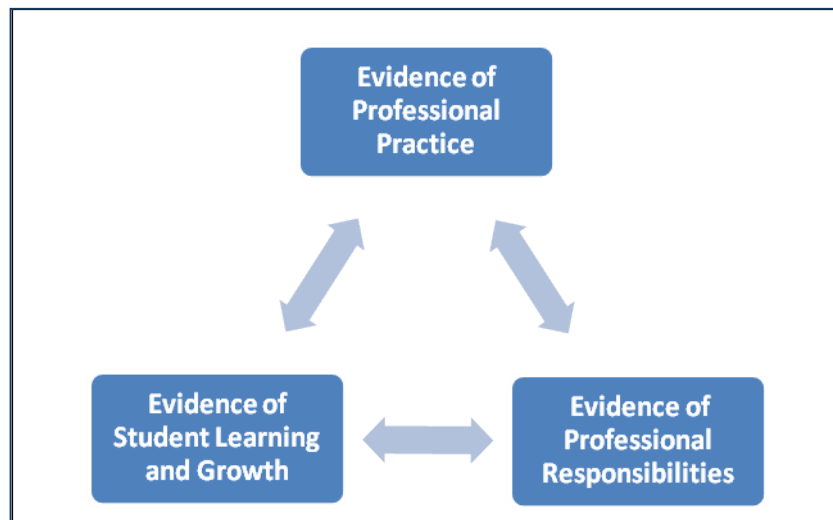 Evidence of
Professional
Practice
Evidence of
Student Learning
and Growth
Evidence of
Professional
Responsibilities